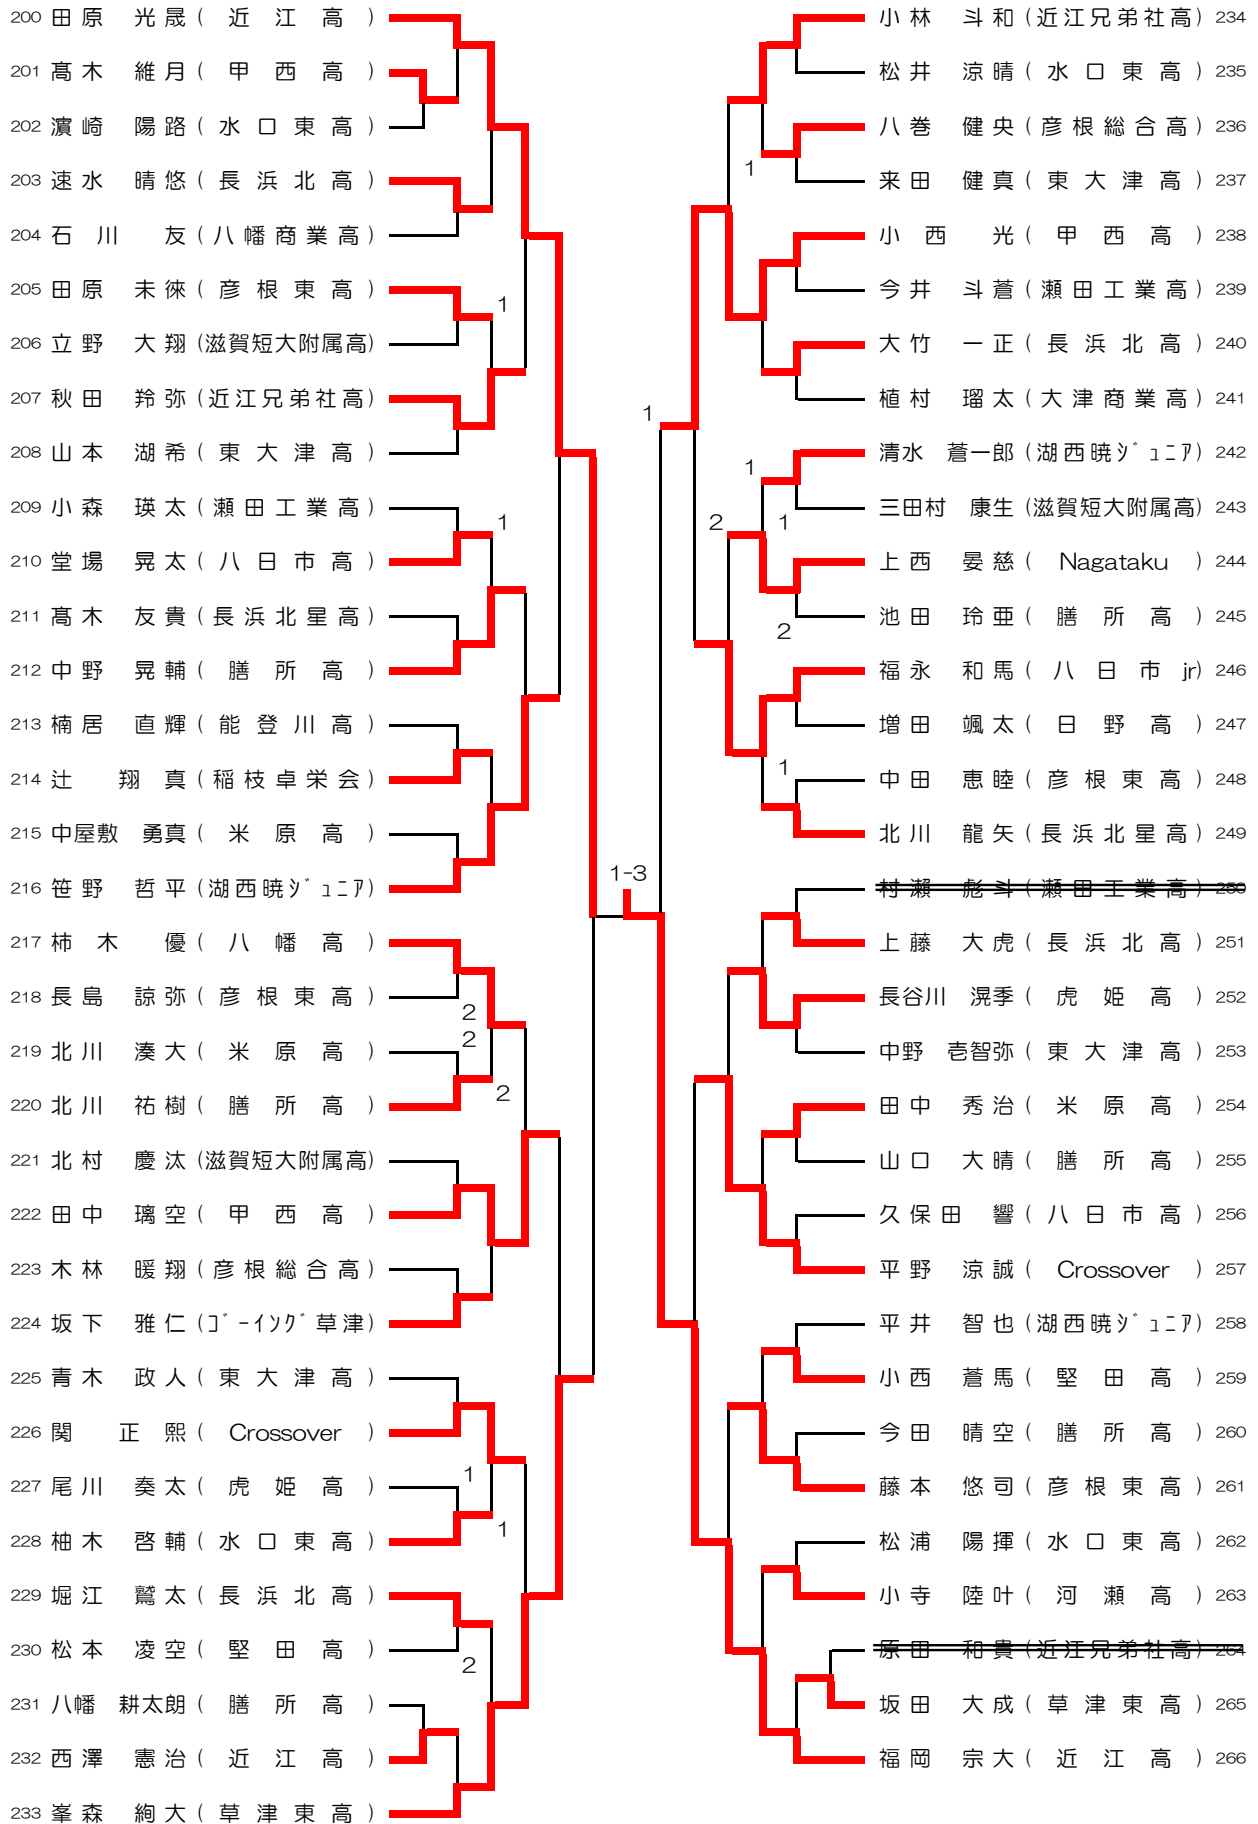 200 田原 光晟 (近江高)
201 髙木 維月 (甲西高)
202 濵崎 陽路 (水口東高)
203 速水 晴悠 (長浜北高)
204 石川 友 (八幡商業高)
205 田原 未徠 (彦根東高)
1
206 立野 大翔 (滋賀短大附属高)
207 秋田 羚弥 (近江兄弟社高)
208 山本 湖希 (東大津高)
209 小森 瑛太 (瀬田工業高)
1
210 堂場 晃太 (八日市高)
211 髙木 友貴 (長浜北星高)
212 中野 晃輔 (膳所高)
213 楠居 直輝 (能登川高)
214 辻 翔真 (稲枝卓栄会)
215 中屋敷 勇真 (米原高)
216 笹野 哲平 (湖西暁ｼﾞｭﾆｱ)
217 柿木 優 (八幡高)
218 長島 諒弥 (彦根東高)
2
2
219 北川 湊大 (米原高)
220 北川 祐樹 (膳所高)
2
221 北村 慶汰 (滋賀短大附属高)
222 田中 璃空 (甲西高)
223 木林 暖翔 (彦根総合高)
224 坂下 雅仁 (ｺﾞｰｲﾝｸﾞ草津)
225 青木 政人 (東大津高)
226 関 正熙 (Crossover)
1
227 尾川 奏太 (虎姫高)
1
228 柚木 啓輔 (水口東高)
229 堀江 鷲太 (長浜北高)
230 松本 凌空 (堅田高)
2
231 八幡 耕太朗 (膳所高)
232 西澤 憲治 (近江高)
233 峯森 絢大 (草津東高)
1-3
小林 斗和 (近江兄弟社高) 234
松井 涼晴 (水口東高) 235
八巻 健央 (彦根総合高) 236
1
来田 健真 (東大津高) 237
小西 光 (甲西高) 238
今井 斗蒼 (瀬田工業高) 239
大竹 一正 (長浜北高) 240
植村 瑠太 (大津商業高) 241
1
清水 蒼一郎 (湖西暁ｼﾞｭﾆｱ) 242
1
三田村 康生 (滋賀短大附属高) 243
2
1
上西 晏慈 (Nagataku) 244
池田 玲亜 (膳所高) 245
2
福永 和馬 (八日市jr) 246
増田 颯太 (日野高) 247
1
中田 恵睦 (彦根東高) 248
北川 龍矢 (長浜北星高) 249
村瀬 彪斗 (瀬田工業高) 250
上藤 大虎 (長浜北高) 251
長谷川 滉季 (虎姫高) 252
中野 壱智弥 (東大津高) 253
田中 秀治 (米原高) 254
山口 大晴 (膳所高) 255
久保田 響 (八日市高) 256
平野 涼誠 (Crossover) 257
平井 智也 (湖西暁ｼﾞｭﾆｱ) 258
小西 蒼馬 (堅田高) 259
今田 晴空 (膳所高) 260
藤本 悠司 (彦根東高) 261
松浦 陽揮 (水口東高) 262
小寺 陸叶 (河瀬高) 263
原田 和貴 (近江兄弟社高) 264
坂田 大成 (草津東高) 265
福岡 宗大 (近江高) 266